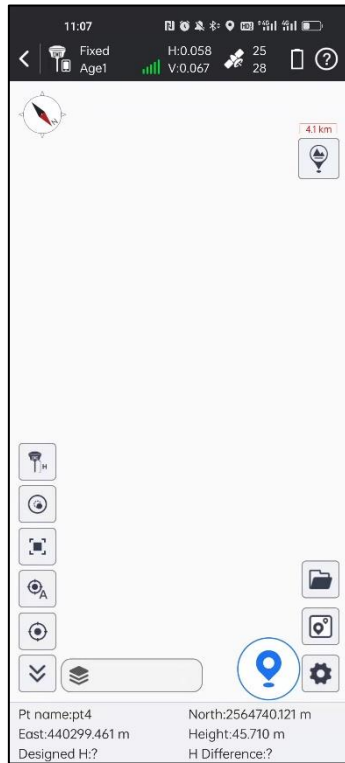 11:07
Fixed H:0.058 25
Age1 V:0.067 28
4.1 km
H
A
Pt name:pt4 North:2564740.121 m
East:440299.461 m Height:45.710 m
Designed H:? H Difference:?